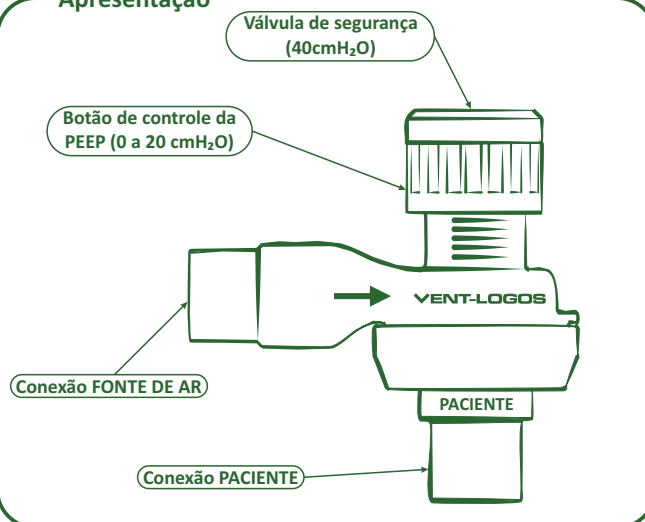 Apresentação
Válvula de segurança
(40cmH₂O)
Botão de controle da
PEEP (0 a 20 cmH₂O)
VENT-LOGOS
Conexão FONTE DE AR
PACIENTE
Conexão PACIENTE